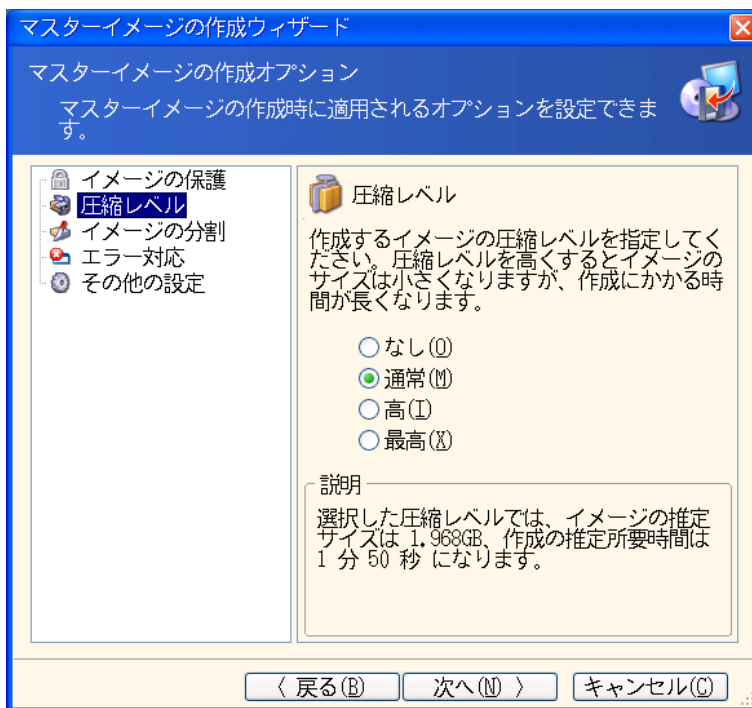 マスターイメージの作成ウィザード
マスターイメージの作成オプション
マスターイメージの作成時に適用されるオプションを設定できま
す。
イメージの保護
圧縮レベル
イメージの分割
エラー対応
その他の設定
圧縮レベル
作成するイメージの圧縮レベルを指定してく
ださい。圧縮レベルを高くするとイメージの
サイズは小さくなりますが、作成にかかる時
間が長くなります。
なし(O)
通常(M)
高(I)
最高(X)
説明
選択した圧縮レベルでは、イメージの推定
サイズは 1.968GB、作成の推定所要時間は
1 分 50 秒 になります。
〈 戻る(B)
次へ(N) 〉
キャンセル(C)